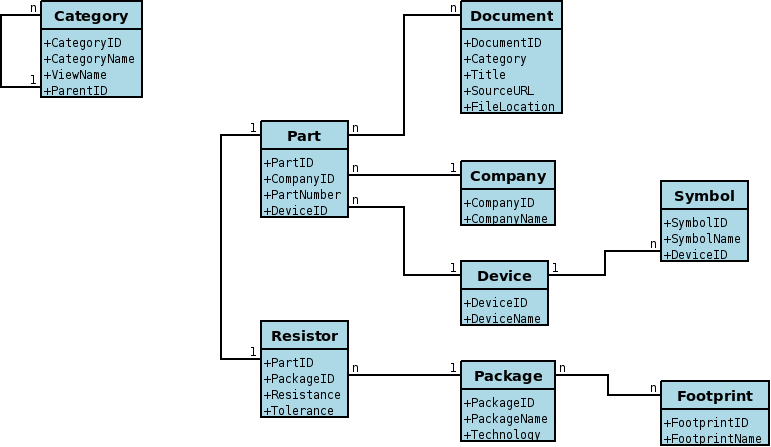 Category
+CategoryID
+CategoryName
+ViewName
+ParentID
n
1
Document
+DocumentID
+Category
+Title
+SourceURL
+FileLocation
n
Part
+PartID
+CompanyID
+PartNumber
+DeviceID
1
n
n
n
Company
+CompanyID
+CompanyName
1
Symbol
+SymbolID
+SymbolName
+DeviceID
n
Device
+DeviceID
+DeviceName
1
1
Resistor
+PartID
+PackageID
+Resistance
+Tolerance
1
n
Package
+PackageID
+PackageName
+Technology
1
n
Footprint
+FootprintID
+FootprintName
n